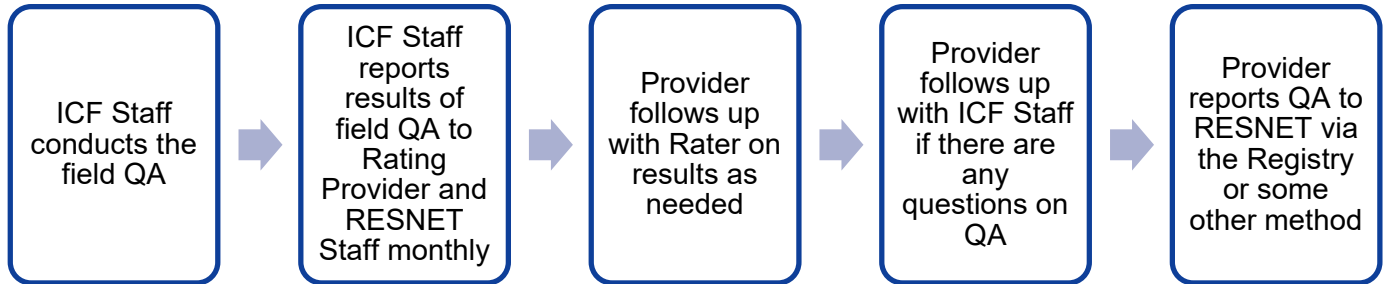 ICF Staff
conducts the
field QA
ICF Staff
reports
results of
field QA to
Rating
Provider and
RESNET
Staff monthly
Provider
follows up
with Rater on
results as
needed
Provider
follows up
with ICF Staff
if there are
any
questions on
QA
Provider
reports QA to
RESNET via
the Registry
or some
other method